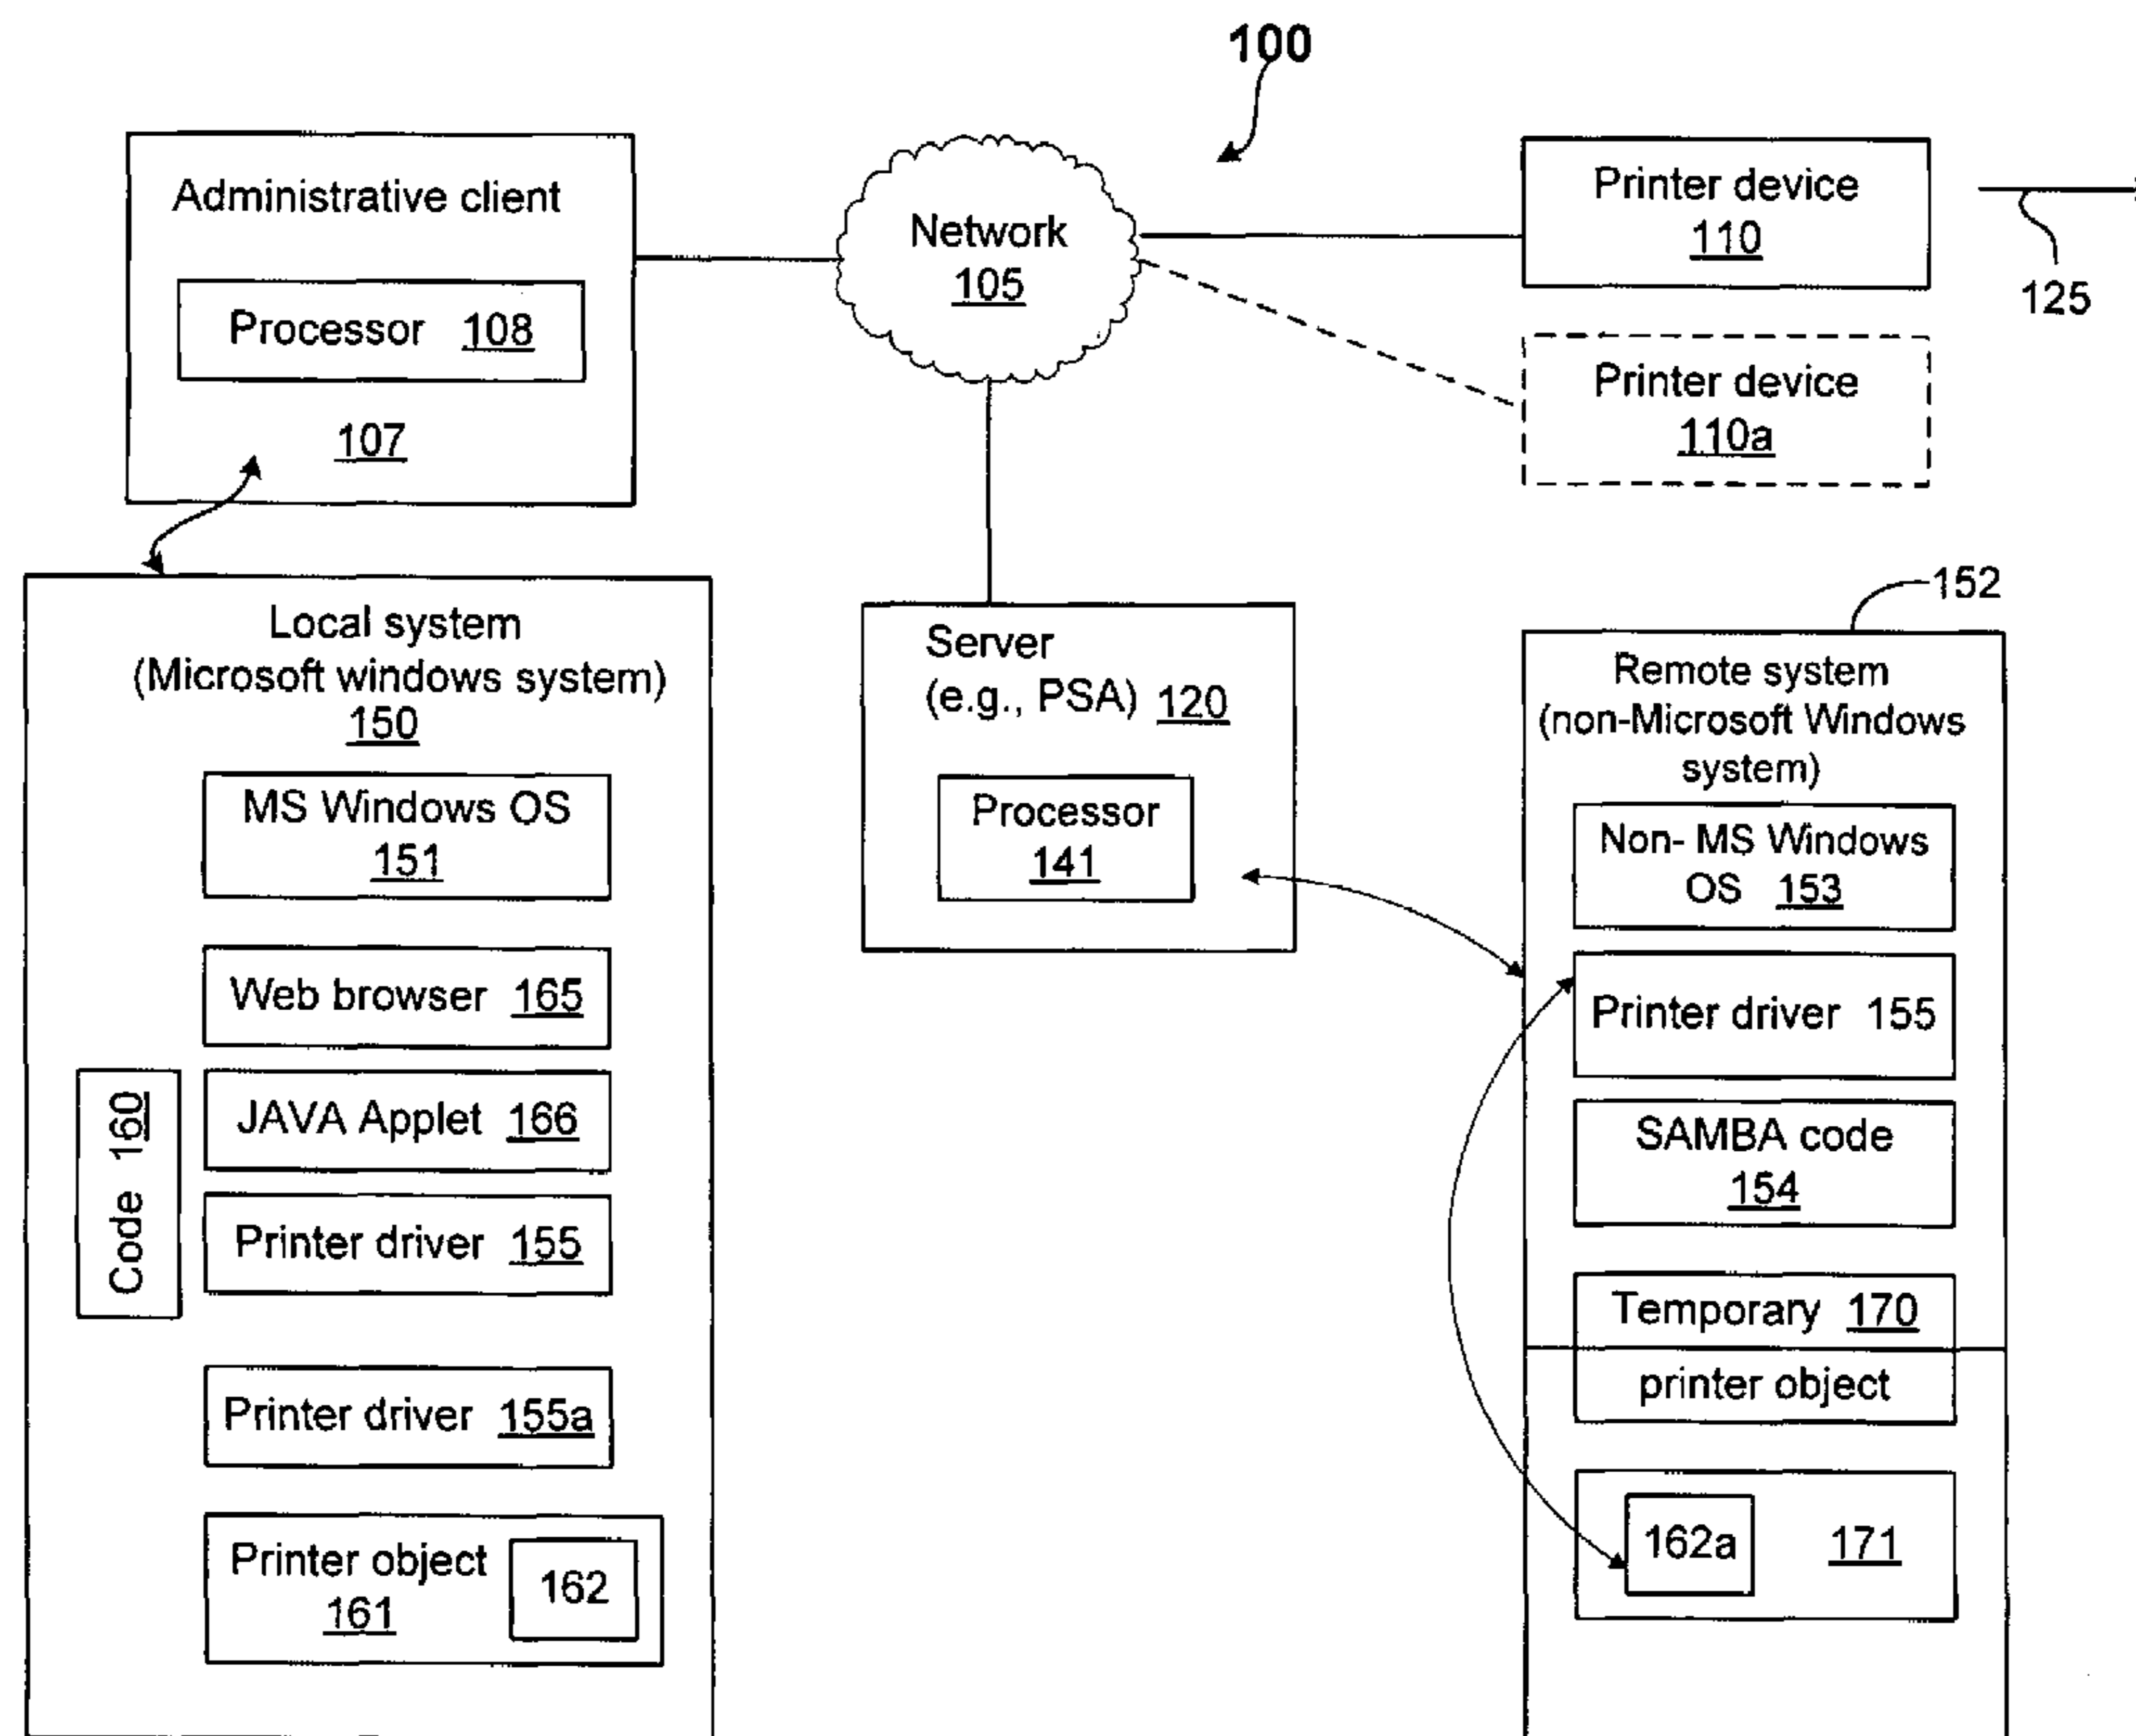 100
Administrative client
Processor 108
107
Network
105
Printer device
110
125
Printer device
110a
Local system
(Microsoft windows system)
150
MS Windows OS
151
Web browser 165
Code 160
JAVA Applet 166
Printer driver 155
Printer driver 155a
Printer object
161
162
Server
(e.g., PSA) 120
Processor
141
152
Remote system
(non-Microsoft Windows
system)
Non- MS Windows
OS 153
Printer driver 155
SAMBA code
154
Temporary 170
printer object
162a
171